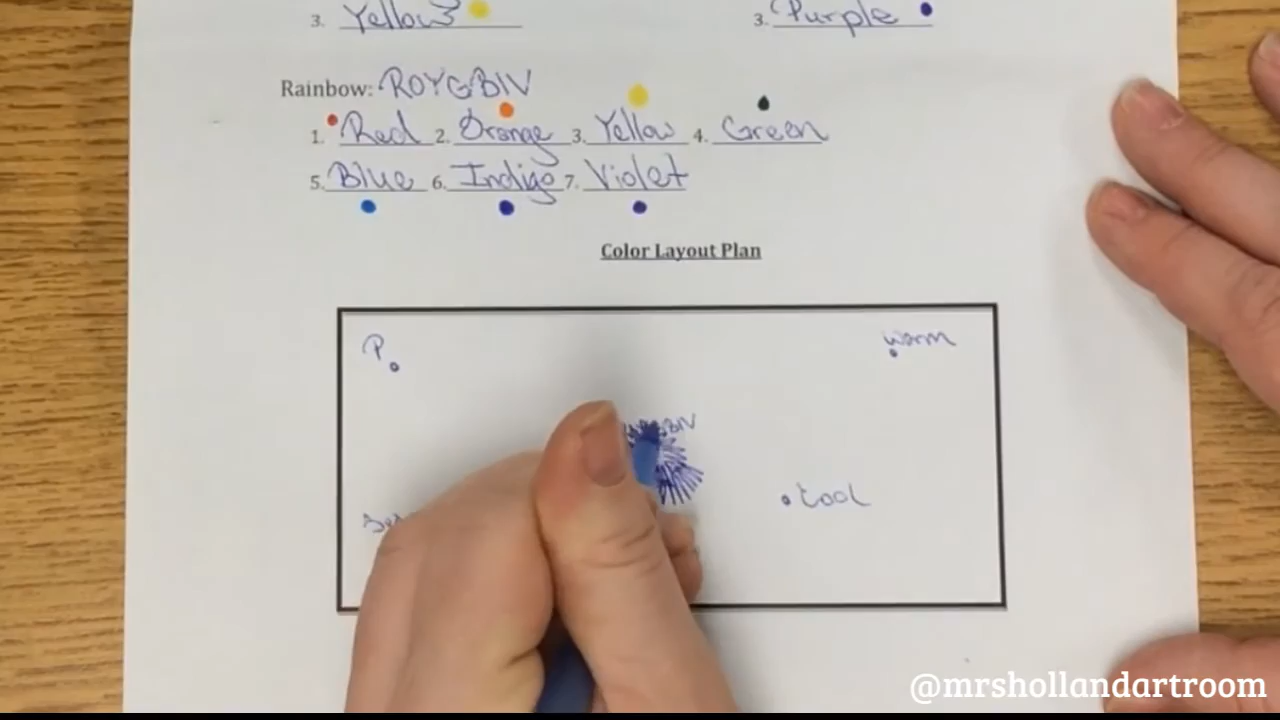 3. Yellow 3. Purple
Rainbow: ROYGBIV
1. Red 2. Orange 3. Yellow 4. Green
5. Blue 6. Indigo 7. Violet
Color Layout Plan
P warm
cool
@mrshollandartroom